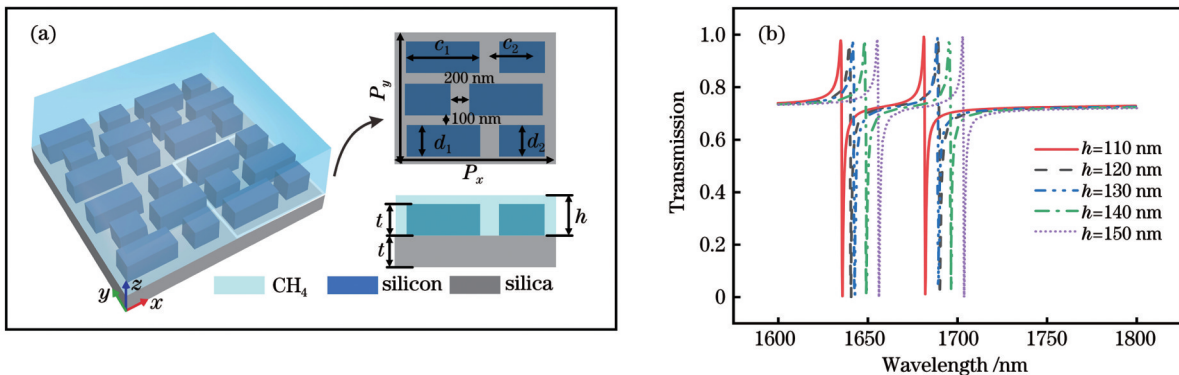 (a)
c₁
c₂
200 nm
P_y
100 nm
d₁
d₂
P_x
t
h
t
z
y
x
CH₄
silicon
silica
(b)
1.0
0.8
0.6
0.4
0.2
0
Transmission
h=110 nm
h=120 nm
h=130 nm
h=140 nm
h=150 nm
1600
1650
1700
1750
1800
Wavelength /nm